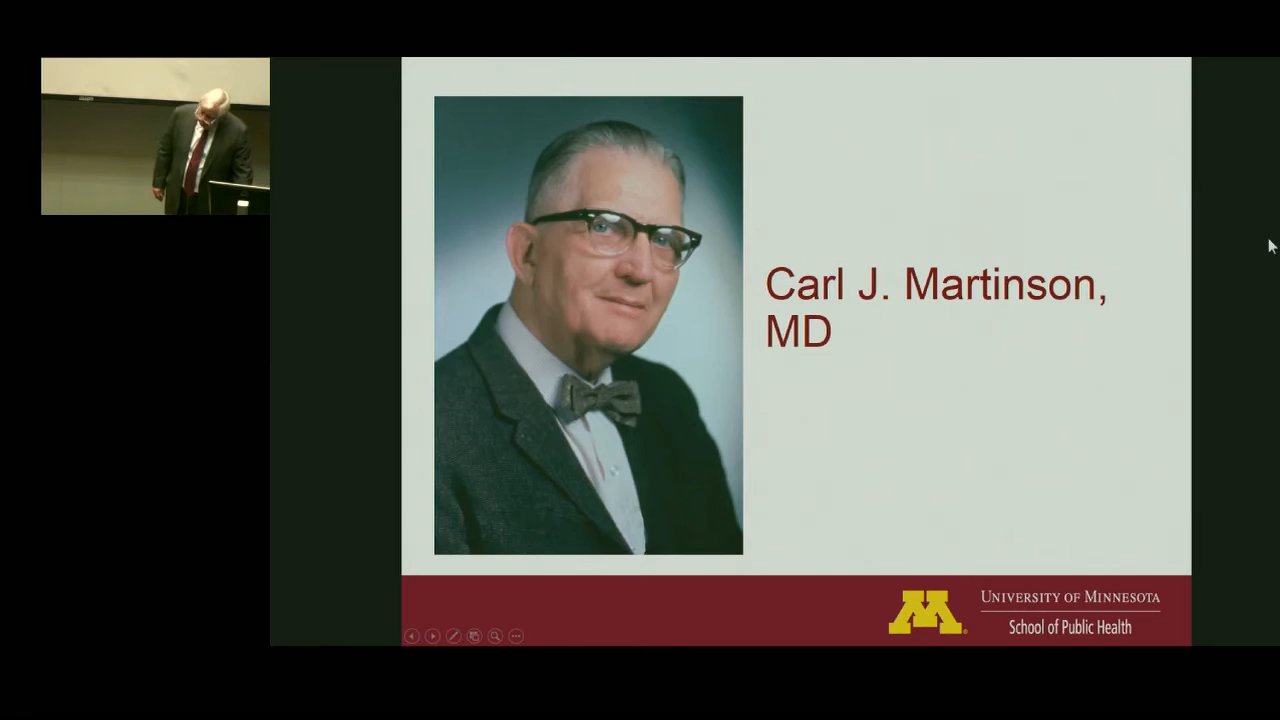 Carl J. Martinson,
MD
UNIVERSITY OF MINNESOTA
School of Public Health